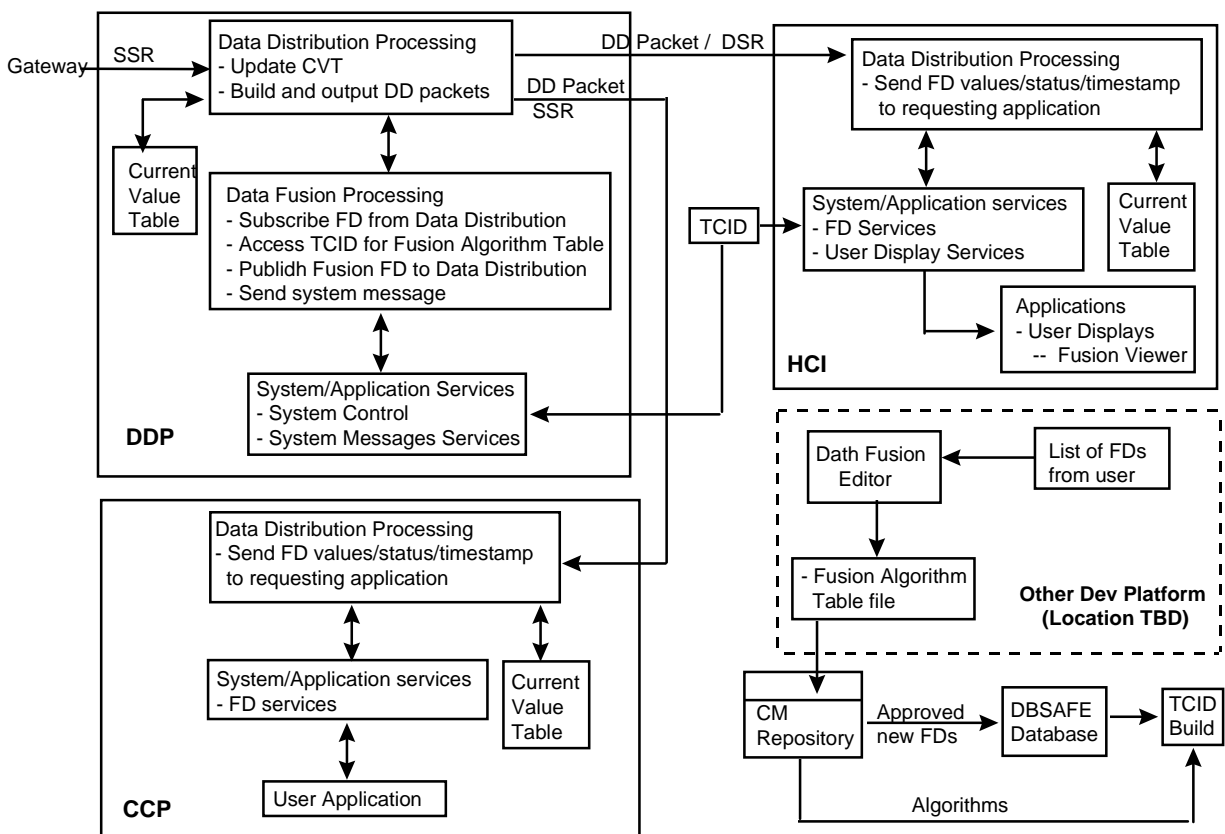 Gateway
SSR
Data Distribution Processing
- Update CVT
- Build and output DD packets
DD Packet / DSR
DD Packet
SSR
Current
Value
Table
Data Fusion Processing
- Subscribe FD from Data Distribution
- Access TCID for Fusion Algorithm Table
- Publidh Fusion FD to Data Distribution
- Send system message
System/Application Services
- System Control
- System Messages Services
DDP
TCID
Data Distribution Processing
- Send FD values/status/timestamp
to requesting application
System/Application services
- FD Services
- User Display Services
Current
Value
Table
Applications
- User Displays
-- Fusion Viewer
HCI
Data Distribution Processing
- Send FD values/status/timestamp
to requesting application
System/Application services
- FD services
Current
Value
Table
User Application
CCP
Dath Fusion
Editor
List of FDs
from user
- Fusion Algorithm
Table file
Other Dev Platform
(Location TBD)
CM
Repository
Approved
new FDs
DBSAFE
Database
TCID
Build
Algorithms